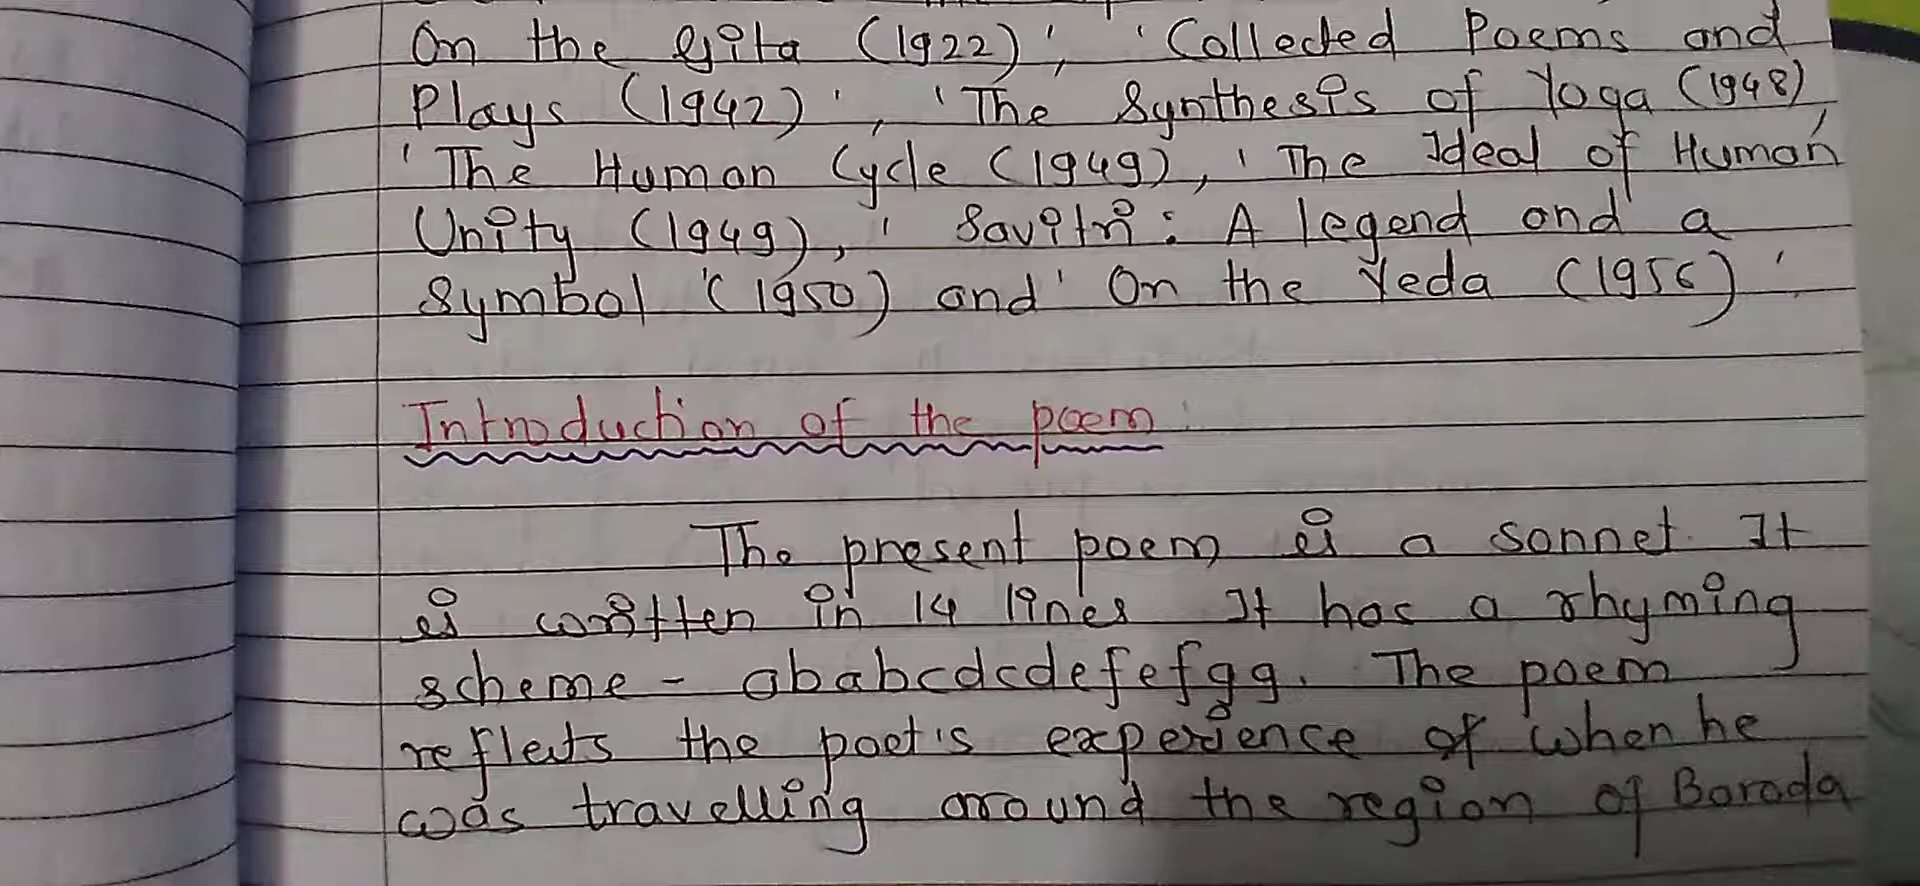 On the Gita (1922)', 'Collected Poems and
Plays (1942)', 'The Synthesis of Yoga (1948),
'The Human Cycle (1949), 'The Ideal of Human
Unity (1949), 'Savitri: A legend and a
Symbol '(1950) and 'On the Veda (1956)'
Introduction of the poem:
The present poem is a sonnet. It
is written in 14 lines It has a rhyming
scheme - ababcdcdefefgg. The poem
reflects the poet's experience of when he
was travelling around the region of Baroda